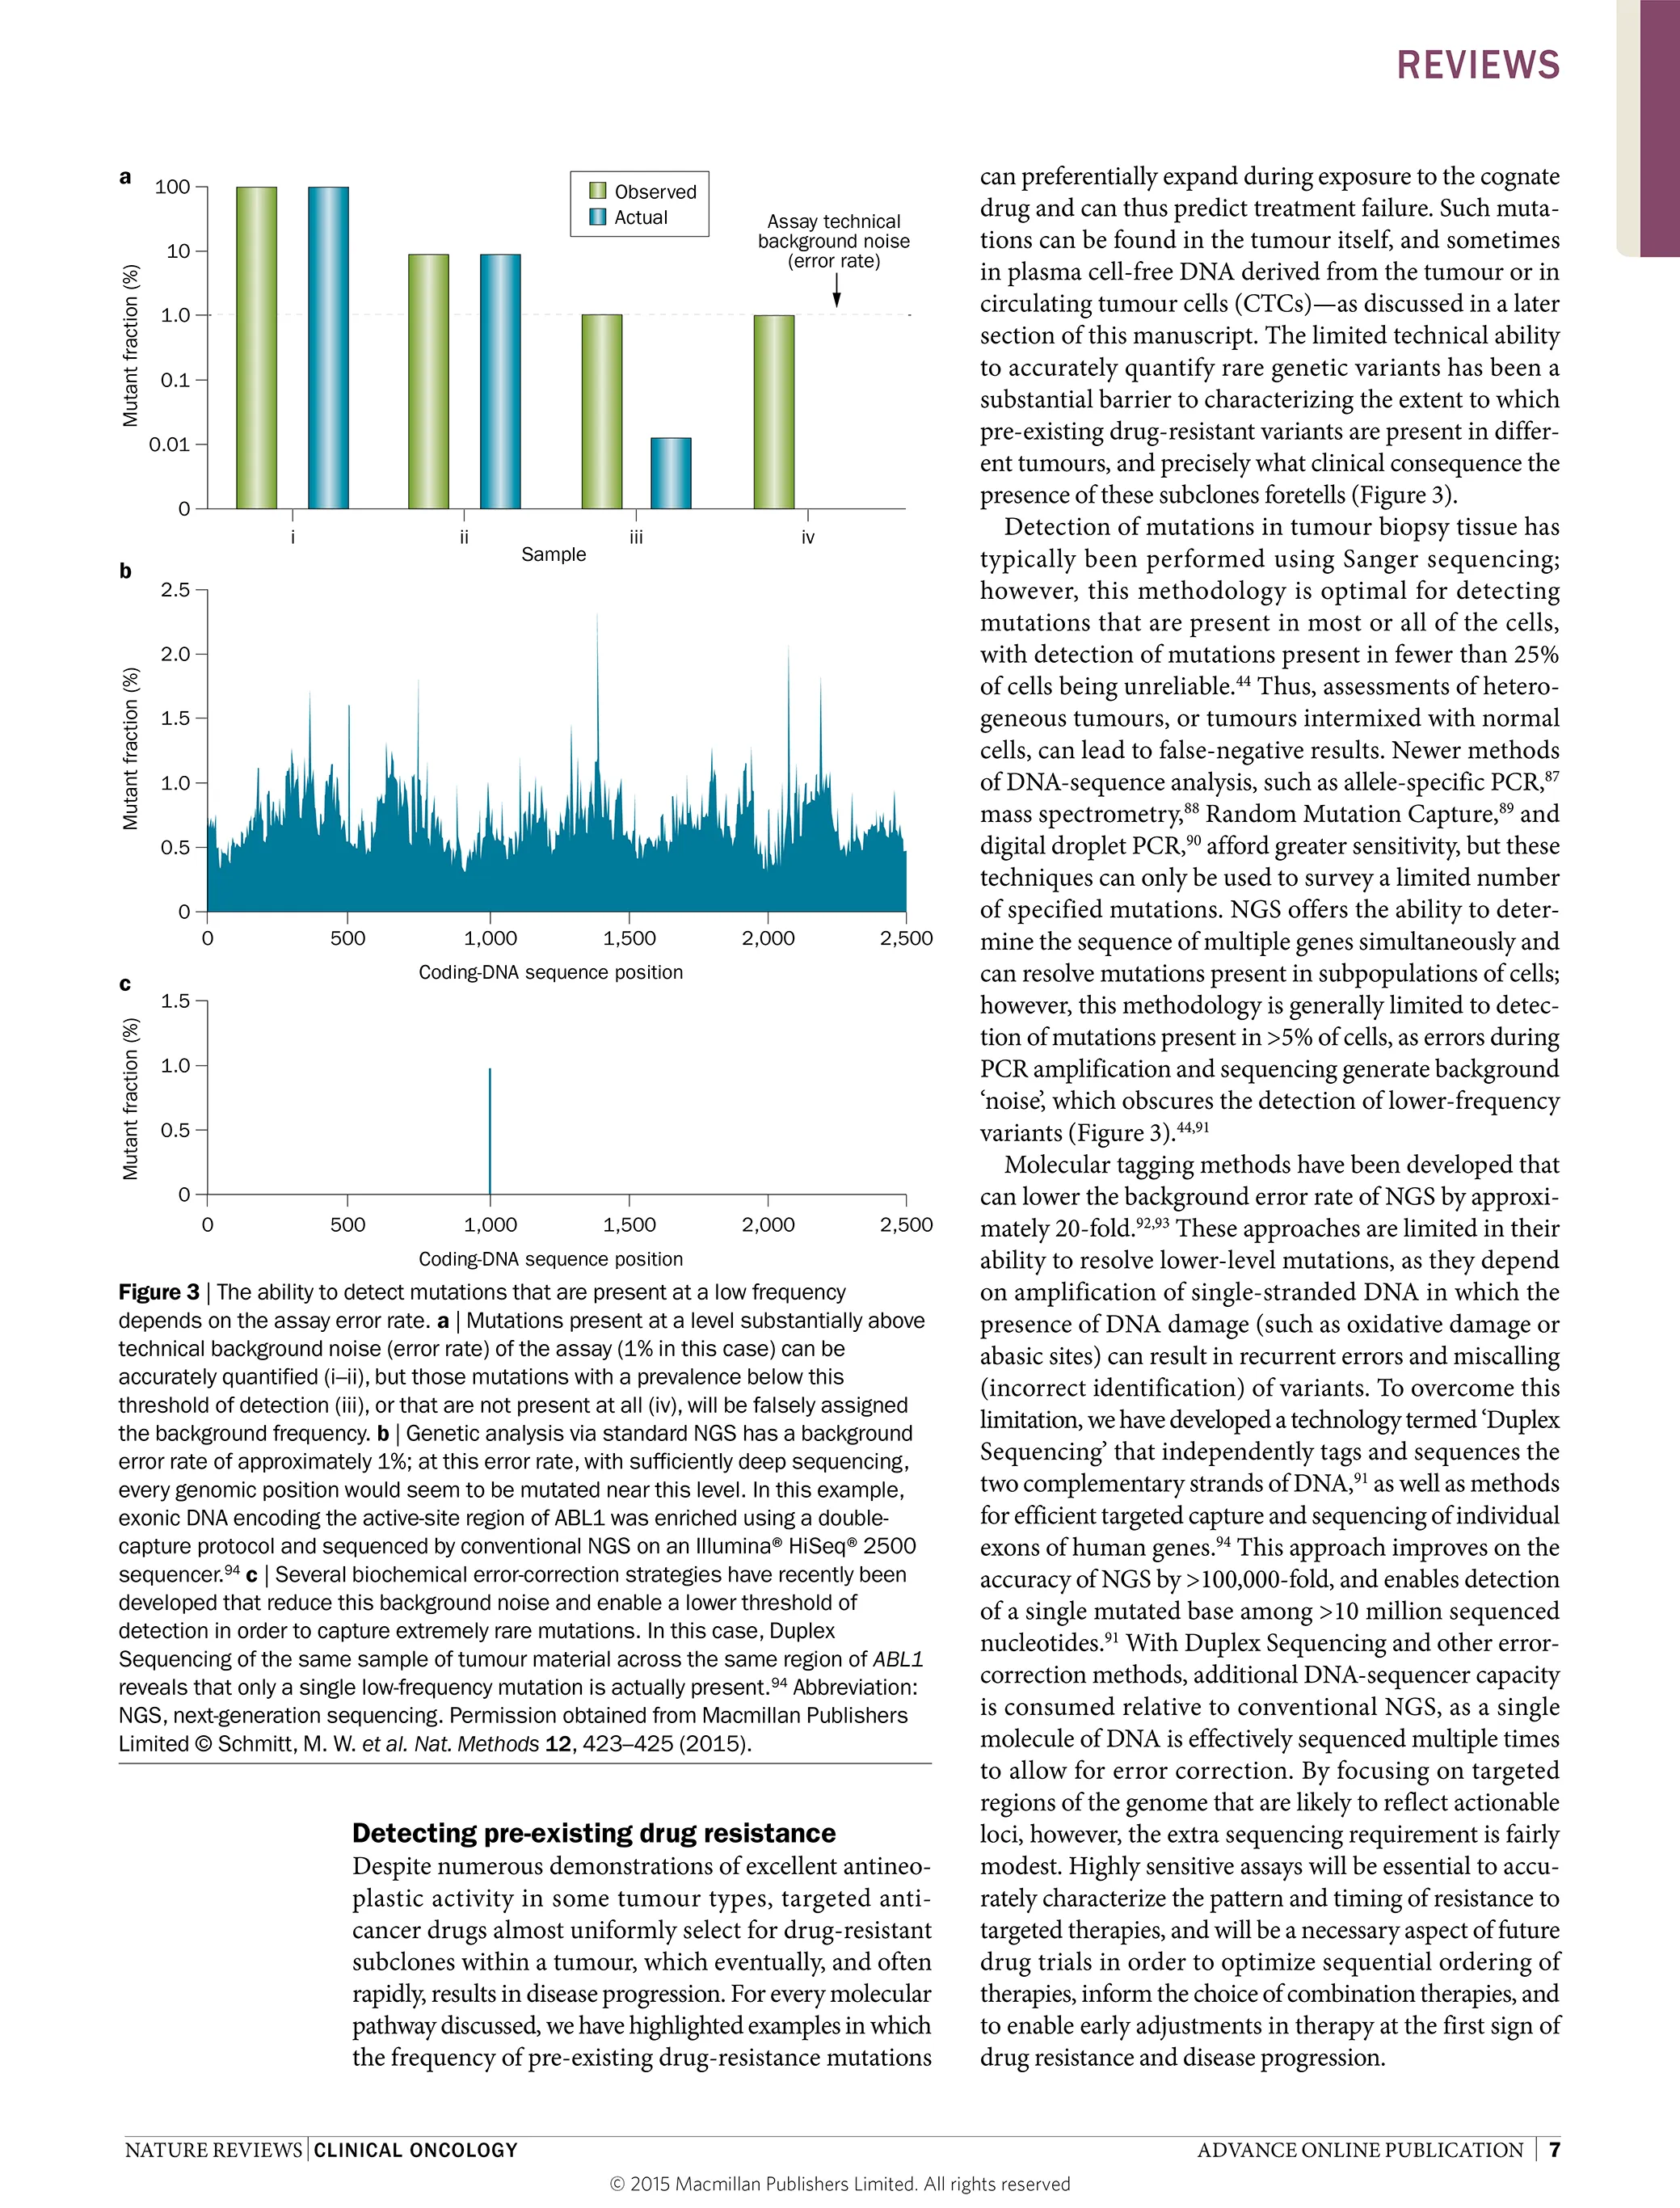 REVIEWS
a
100
10
1.0
0.1
0.01
0
Mutant fraction (%)
Observed
Actual
Assay technical
background noise
(error rate)
i
ii
iii
iv
Sample
b
2.5
2.0
1.5
1.0
0.5
0
Mutant fraction (%)
0
500
1,000
1,500
2,000
2,500
Coding-DNA sequence position
c
1.5
1.0
0.5
0
Mutant fraction (%)
0
500
1,000
1,500
2,000
2,500
Coding-DNA sequence position
Figure 3 | The ability to detect mutations that are present at a low frequency
depends on the assay error rate. a | Mutations present at a level substantially above
technical background noise (error rate) of the assay (1% in this case) can be
accurately quantified (i–ii), but those mutations with a prevalence below this
threshold of detection (iii), or that are not present at all (iv), will be falsely assigned
the background frequency. b | Genetic analysis via standard NGS has a background
error rate of approximately 1%; at this error rate, with sufficiently deep sequencing,
every genomic position would seem to be mutated near this level. In this example,
exonic DNA encoding the active-site region of ABL1 was enriched using a double-
capture protocol and sequenced by conventional NGS on an Illumina® HiSeq® 2500
sequencer.94 c | Several biochemical error-correction strategies have recently been
developed that reduce this background noise and enable a lower threshold of
detection in order to capture extremely rare mutations. In this case, Duplex
Sequencing of the same sample of tumour material across the same region of ABL1
reveals that only a single low-frequency mutation is actually present.94 Abbreviation:
NGS, next-generation sequencing. Permission obtained from Macmillan Publishers
Limited © Schmitt, M. W. et al. Nat. Methods 12, 423–425 (2015).
Detecting pre-existing drug resistance
Despite numerous demonstrations of excellent antineo-
plastic activity in some tumour types, targeted anti-
cancer drugs almost uniformly select for drug-resistant
subclones within a tumour, which eventually, and often
rapidly, results in disease progression. For every molecular
pathway discussed, we have highlighted examples in which
the frequency of pre-existing drug-resistance mutations
can preferentially expand during exposure to the cognate
drug and can thus predict treatment failure. Such muta-
tions can be found in the tumour itself, and sometimes
in plasma cell-free DNA derived from the tumour or in
circulating tumour cells (CTCs)—as discussed in a later
section of this manuscript. The limited technical ability
to accurately quantify rare genetic variants has been a
substantial barrier to characterizing the extent to which
pre-existing drug-resistant variants are present in differ-
ent tumours, and precisely what clinical consequence the
presence of these subclones foretells (Figure 3).
Detection of mutations in tumour biopsy tissue has
typically been performed using Sanger sequencing;
however, this methodology is optimal for detecting
mutations that are present in most or all of the cells,
with detection of mutations present in fewer than 25%
of cells being unreliable.44 Thus, assessments of hetero-
geneous tumours, or tumours intermixed with normal
cells, can lead to false-negative results. Newer methods
of DNA-sequence analysis, such as allele-specific PCR,87
mass spectrometry,88 Random Mutation Capture,89 and
digital droplet PCR,90 afford greater sensitivity, but these
techniques can only be used to survey a limited number
of specified mutations. NGS offers the ability to deter-
mine the sequence of multiple genes simultaneously and
can resolve mutations present in subpopulations of cells;
however, this methodology is generally limited to detec-
tion of mutations present in >5% of cells, as errors during
PCR amplification and sequencing generate background
‘noise’, which obscures the detection of lower-frequency
variants (Figure 3).44,91
Molecular tagging methods have been developed that
can lower the background error rate of NGS by approxi-
mately 20-fold.92,93 These approaches are limited in their
ability to resolve lower-level mutations, as they depend
on amplification of single-stranded DNA in which the
presence of DNA damage (such as oxidative damage or
abasic sites) can result in recurrent errors and miscalling
(incorrect identification) of variants. To overcome this
limitation, we have developed a technology termed ‘Duplex
Sequencing’ that independently tags and sequences the
two complementary strands of DNA,91 as well as methods
for efficient targeted capture and sequencing of individual
exons of human genes.94 This approach improves on the
accuracy of NGS by >100,000-fold, and enables detection
of a single mutated base among >10 million sequenced
nucleotides.91 With Duplex Sequencing and other error-
correction methods, additional DNA-sequencer capacity
is consumed relative to conventional NGS, as a single
molecule of DNA is effectively sequenced multiple times
to allow for error correction. By focusing on targeted
regions of the genome that are likely to reflect actionable
loci, however, the extra sequencing requirement is fairly
modest. Highly sensitive assays will be essential to accu-
rately characterize the pattern and timing of resistance to
targeted therapies, and will be a necessary aspect of future
drug trials in order to optimize sequential ordering of
therapies, inform the choice of combination therapies, and
to enable early adjustments in therapy at the first sign of
drug resistance and disease progression.
NATURE REVIEWS | CLINICAL ONCOLOGY
ADVANCE ONLINE PUBLICATION | 7
© 2015 Macmillan Publishers Limited. All rights reserved